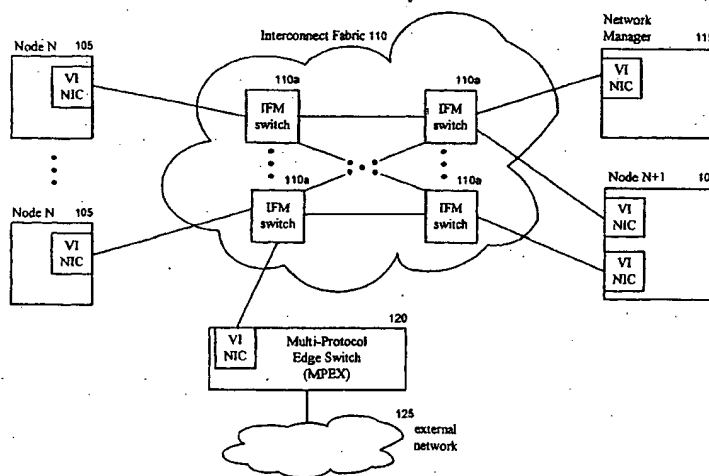 Node N 105
VI
NIC
Interconnect Fabric 110
110a
IFM
switch
110a
IFM
switch
Network
Manager 115
VI
NIC
Node N 105
VI
NIC
110a
IFM
switch
110a
IFM
switch
Node N+1
VI
NIC
VI
NIC
120
VI
NIC
Multi-Protocol
Edge Switch
(MPEX)
125
external
network